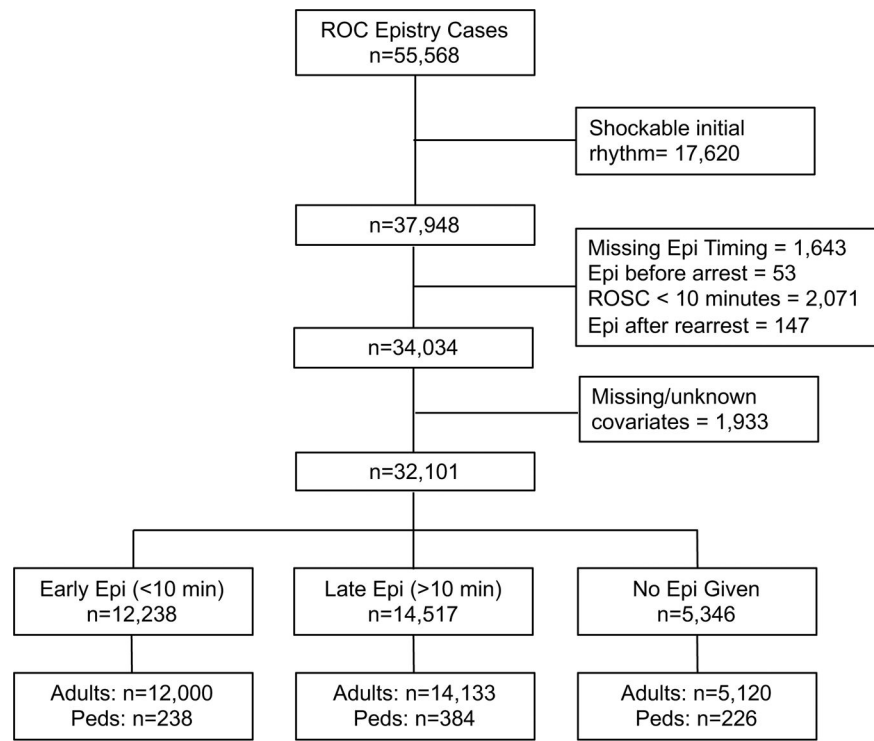 ROC Epistry Cases
n=55,568
Shockable initial
rhythm= 17,620
n=37,948
Missing Epi Timing = 1,643
Epi before arrest = 53
ROSC < 10 minutes = 2,071
Epi after rearrest = 147
n=34,034
Missing/unknown
covariates = 1,933
n=32,101
Early Epi (<10 min)
n=12,238
Late Epi (>10 min)
n=14,517
No Epi Given
n=5,346
Adults: n=12,000
Peds: n=238
Adults: n=14,133
Peds: n=384
Adults: n=5,120
Peds: n=226